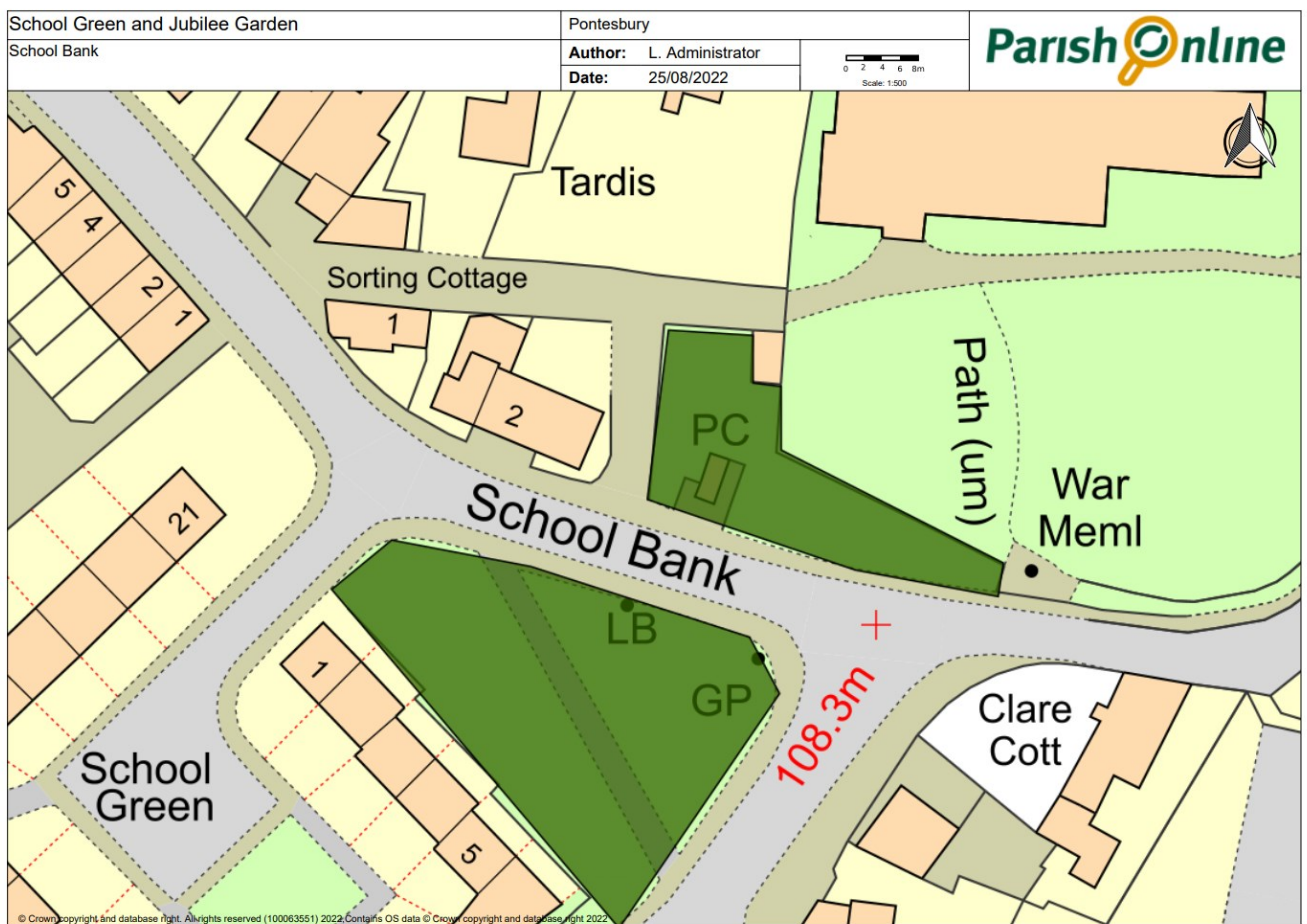 School Green and Jubilee Garden
School Bank
Pontesbury
Author: L. Administrator
Date: 25/08/2022
0 2 4 6 8m
Scale: 1:500
Parish Online
5
4
2
1
Tardis
Sorting Cottage
1
2
PC
Path (um)
War
Meml
21
School Bank
LB
GP
108.3m
1
5
School
Green
Clare
Cott
© Crown copyright and database right. All rights reserved (100063551) 2022,Contains OS data © Crown copyright and database right 2022